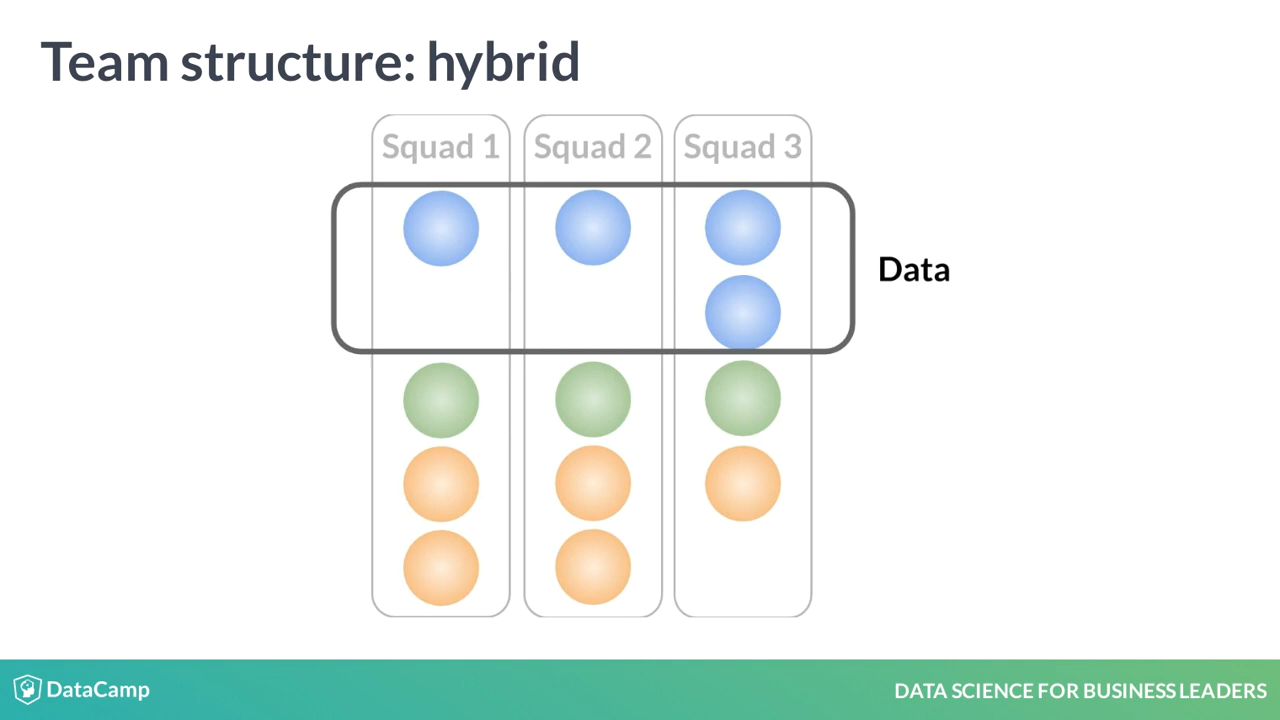 Team structure: hybrid
Squad 1 Squad 2 Squad 3
Data
DataCamp
DATA SCIENCE FOR BUSINESS LEADERS